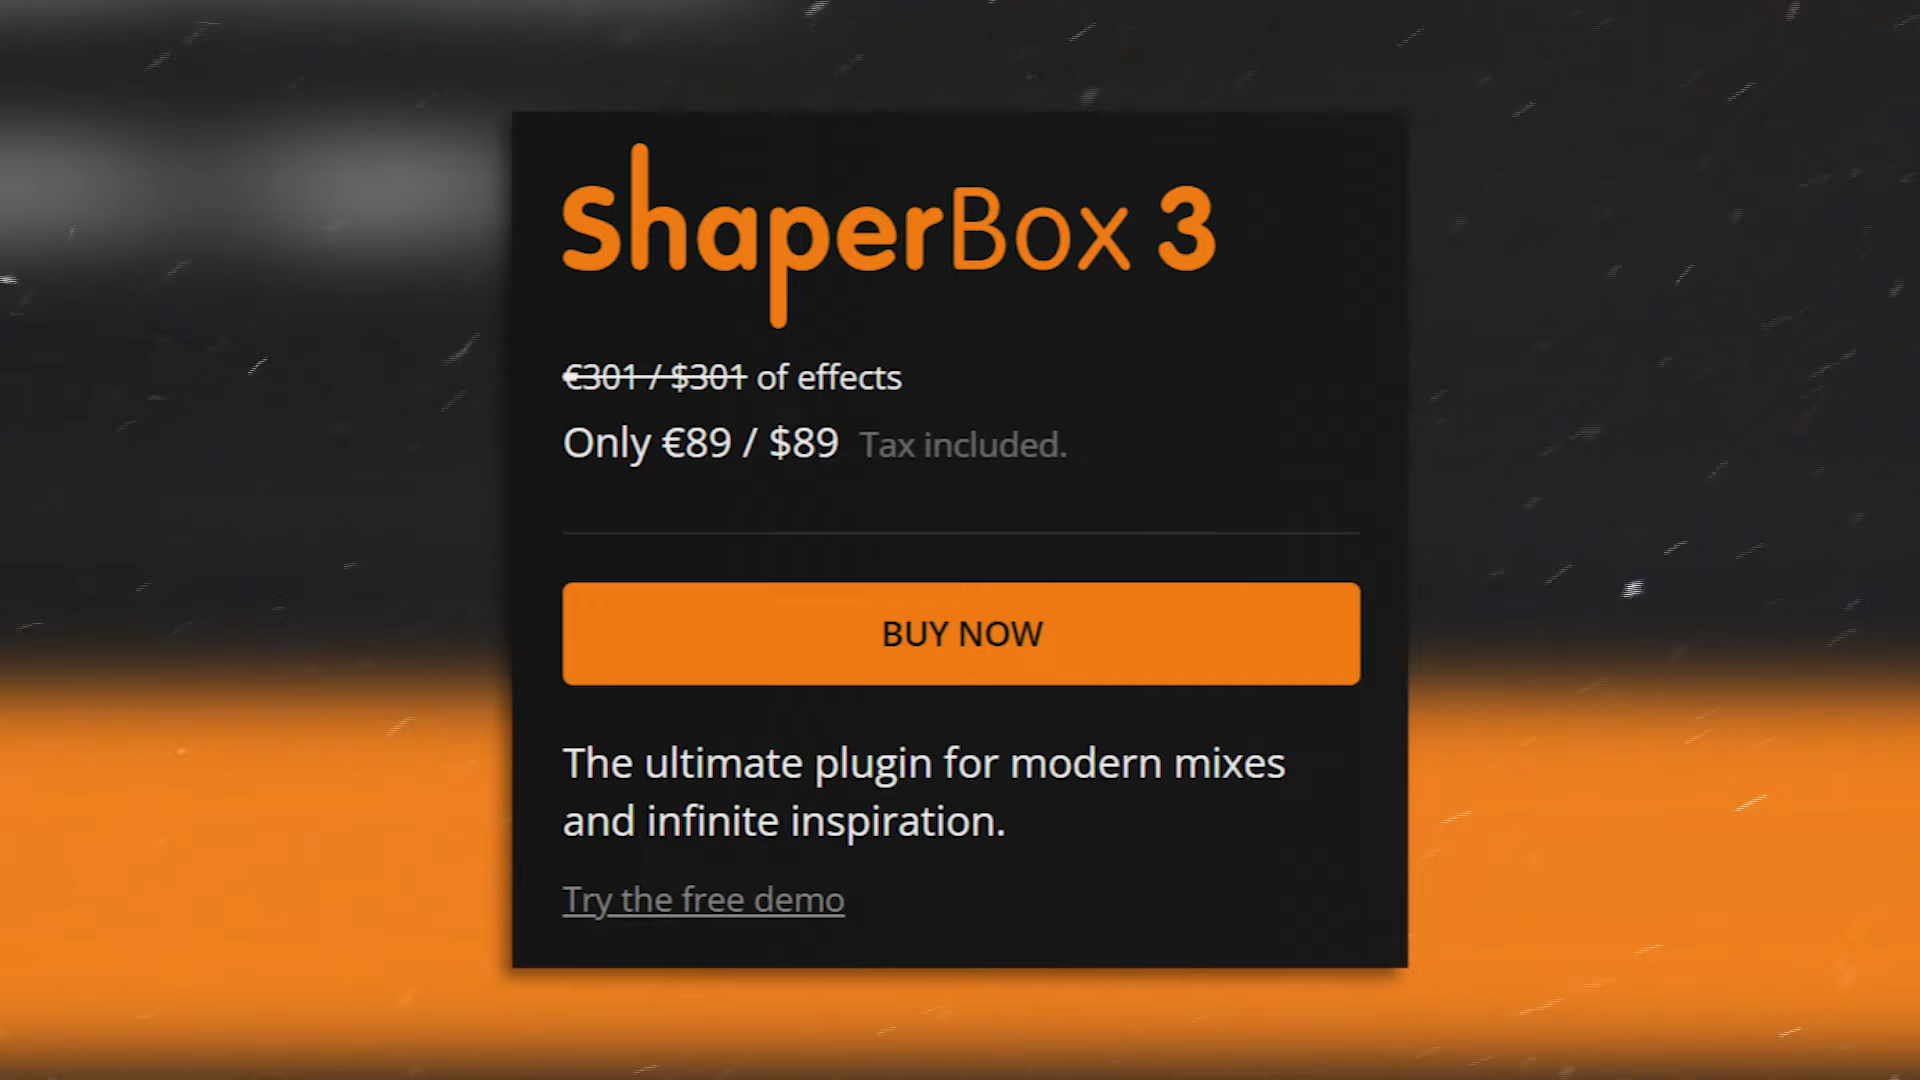 ShaperBox 3
€301 / $301 of effects
Only €89 / $89 Tax included.
BUY NOW
The ultimate plugin for modern mixes
and infinite inspiration.
Try the free demo